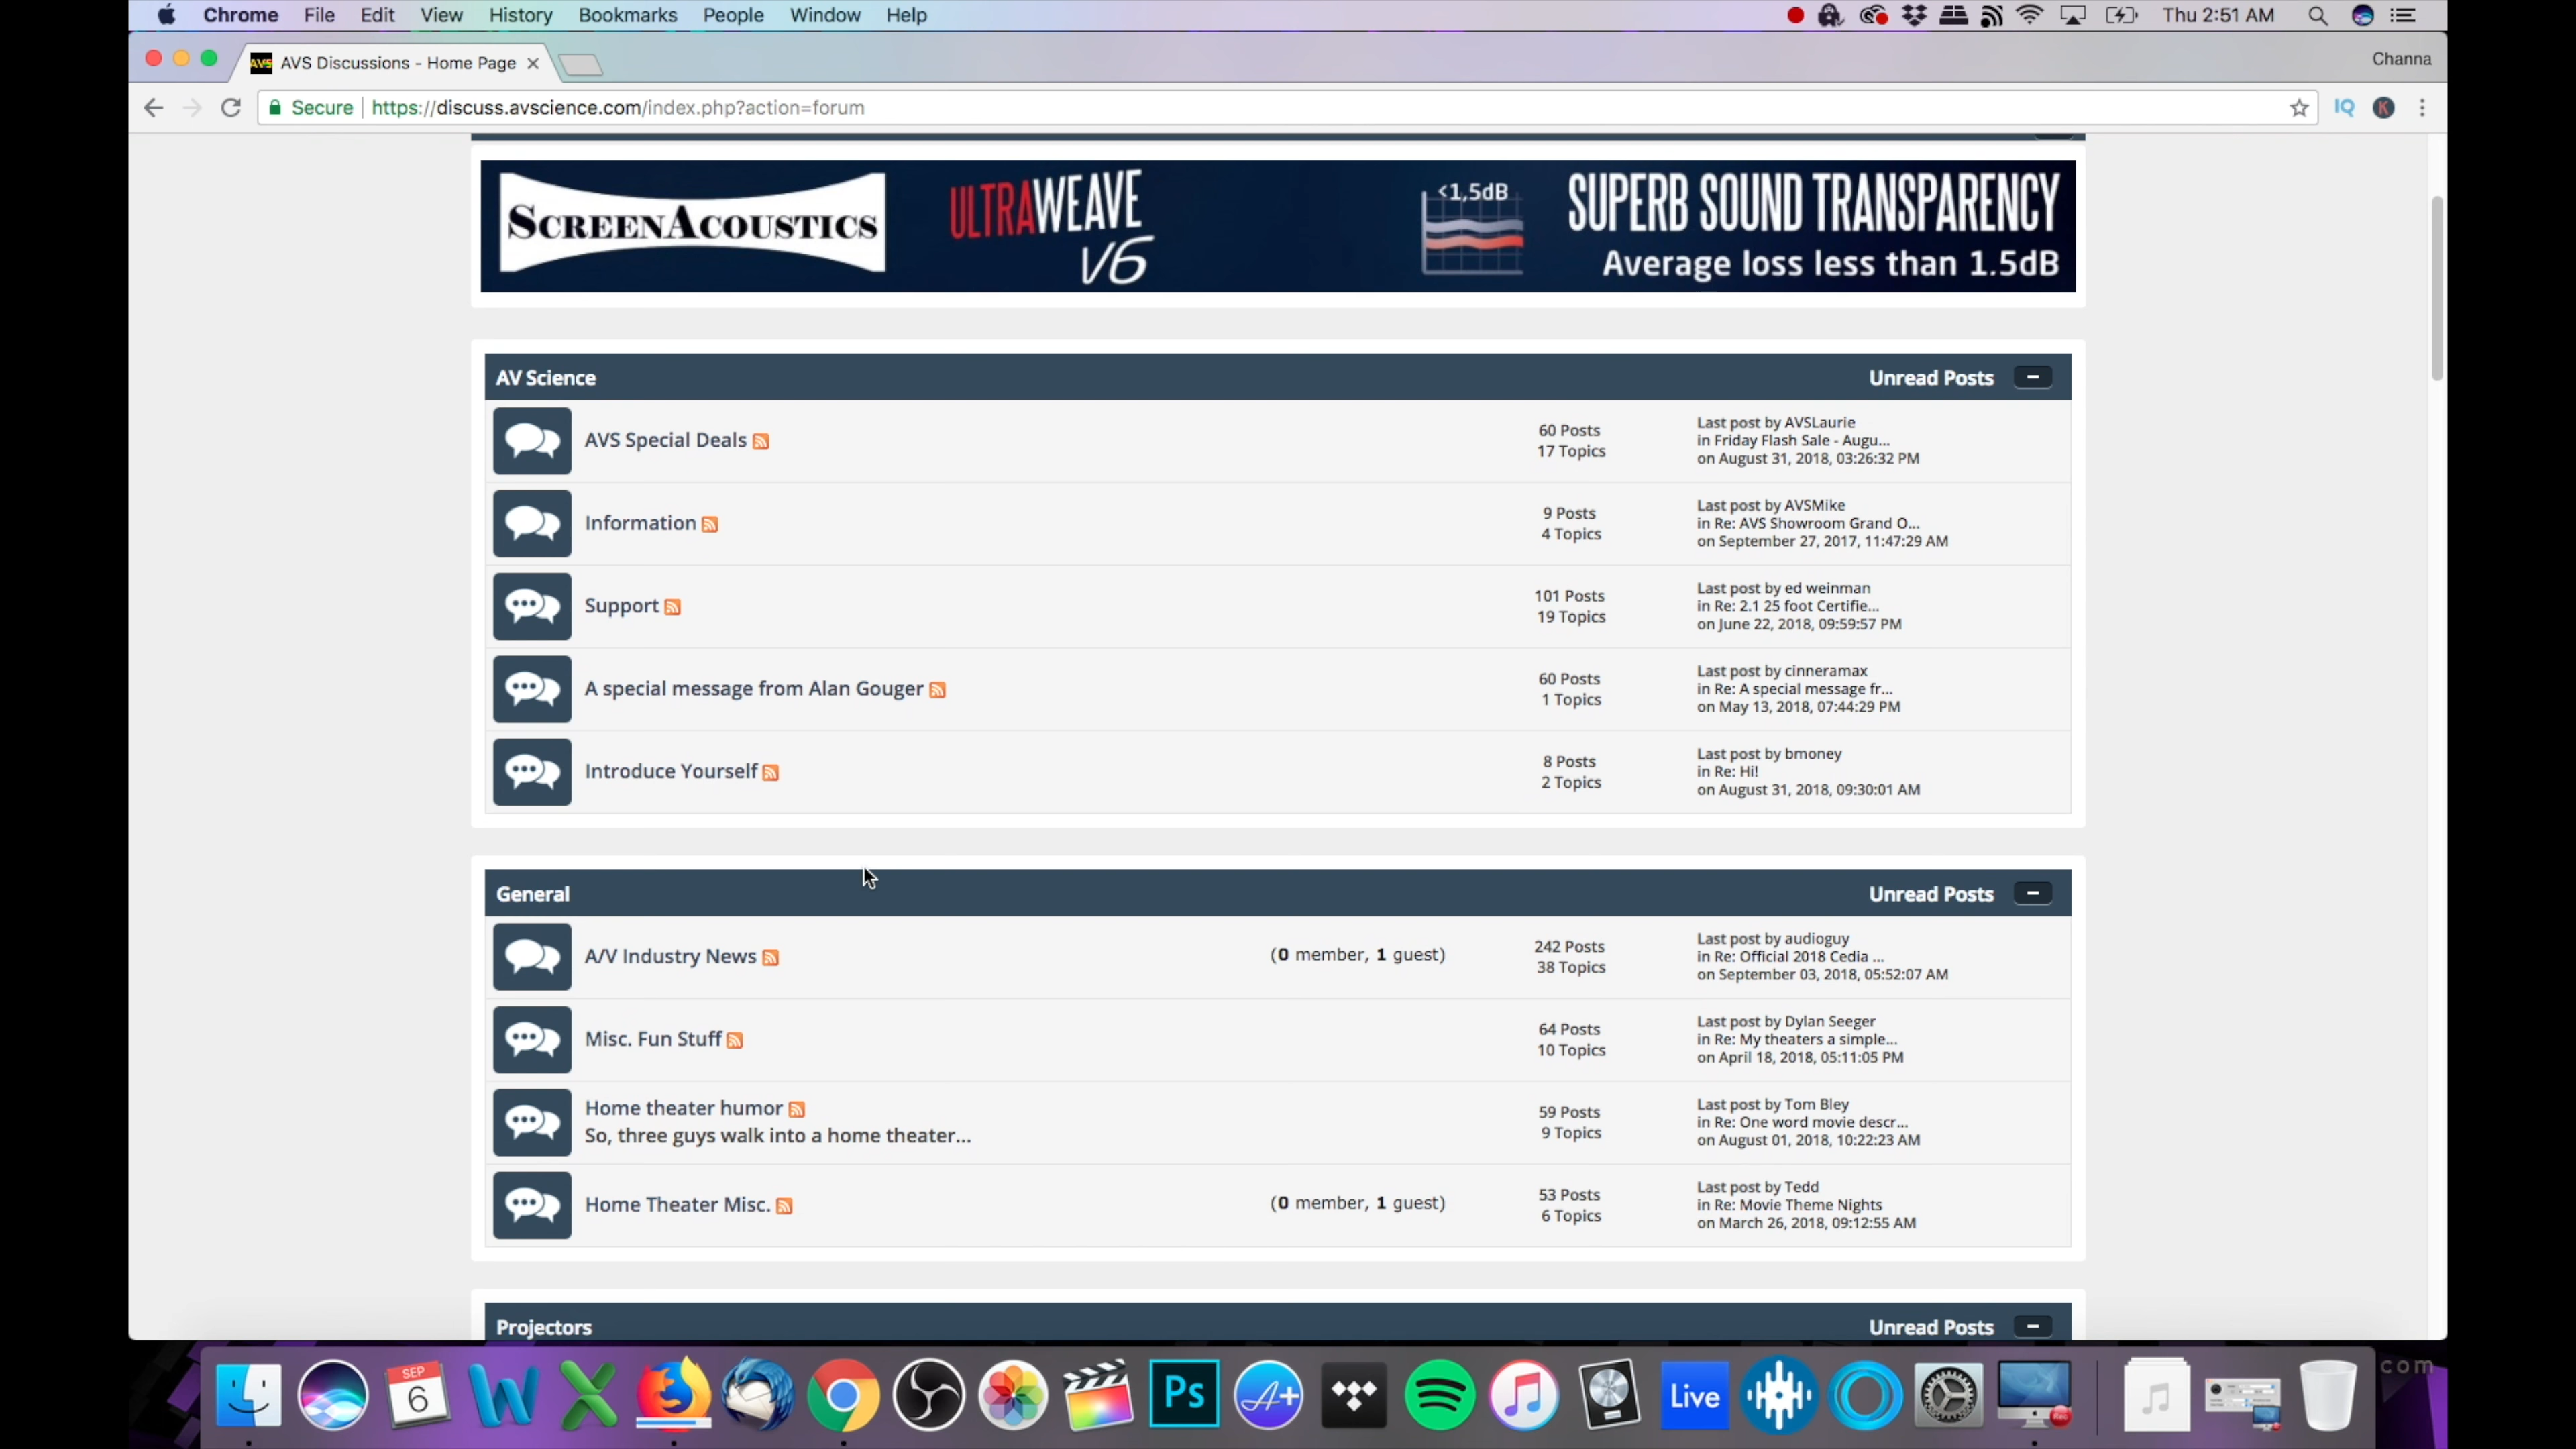 Chrome File Edit View History Bookmarks People Window Help Thu 2:51 AM
AVS AVS Discussions - Home Page Channa
Secure https://discuss.avscience.com/index.php?action=forum IQ K
SCREENACOUSTICS
ULTRAWEAVE
V6
<1,5dB
SUPERB SOUND TRANSPARENCY
Average loss less than 1.5dB
AV Science Unread Posts
AVS Special Deals
60 Posts
17 Topics
Last post by AVSLaurie
in Friday Flash Sale - Augu...
on August 31, 2018, 03:26:32 PM
Information
9 Posts
4 Topics
Last post by AVSMike
in Re: AVS Showroom Grand O...
on September 27, 2017, 11:47:29 AM
Support
101 Posts
19 Topics
Last post by ed weinman
in Re: 2.1 25 foot Certifie...
on June 22, 2018, 09:59:57 PM
A special message from Alan Gouger
60 Posts
1 Topics
Last post by cinneramax
in Re: A special message fr...
on May 13, 2018, 07:44:29 PM
Introduce Yourself
8 Posts
2 Topics
Last post by bmoney
in Re: Hi!
on August 31, 2018, 09:30:01 AM
General Unread Posts
A/V Industry News
(0 member, 1 guest)
242 Posts
38 Topics
Last post by audioguy
in Re: Official 2018 Cedia ...
on September 03, 2018, 05:52:07 AM
Misc. Fun Stuff
64 Posts
10 Topics
Last post by Dylan Seeger
in Re: My theaters a simple...
on April 18, 2018, 05:11:05 PM
Home theater humor
So, three guys walk into a home theater...
59 Posts
9 Topics
Last post by Tom Bley
in Re: One word movie descr...
on August 01, 2018, 10:22:23 AM
Home Theater Misc.
(0 member, 1 guest)
53 Posts
6 Topics
Last post by Tedd
in Re: Movie Theme Nights
on March 26, 2018, 09:12:55 AM
Projectors Unread Posts
SEP
6
Ps
A+
Live
Rec
com